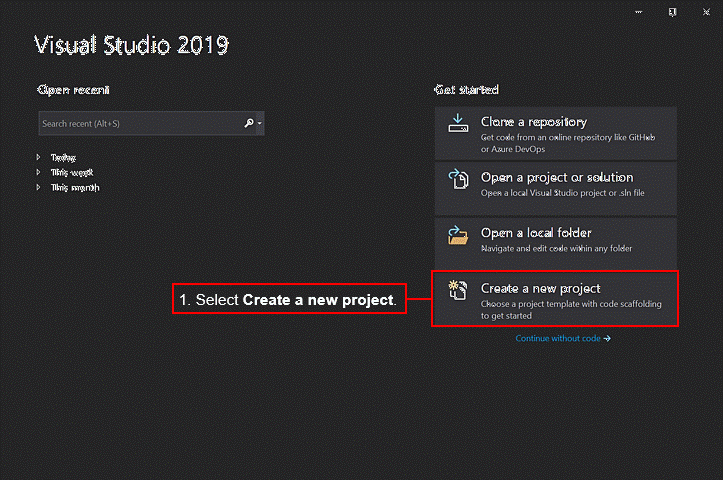 Visual Studio 2019
Open recent
Get started
Search recent (Alt+S)
Today
This week
This month
Clone a repository
Get code from an online repository like GitHub
or Azure DevOps
Open a project or solution
Open a local Visual Studio project or .sln file
Open a local folder
Navigate and edit code within any folder
1. Select Create a new project.
Create a new project
Choose a project template with code scaffolding
to get started
Continue without code →